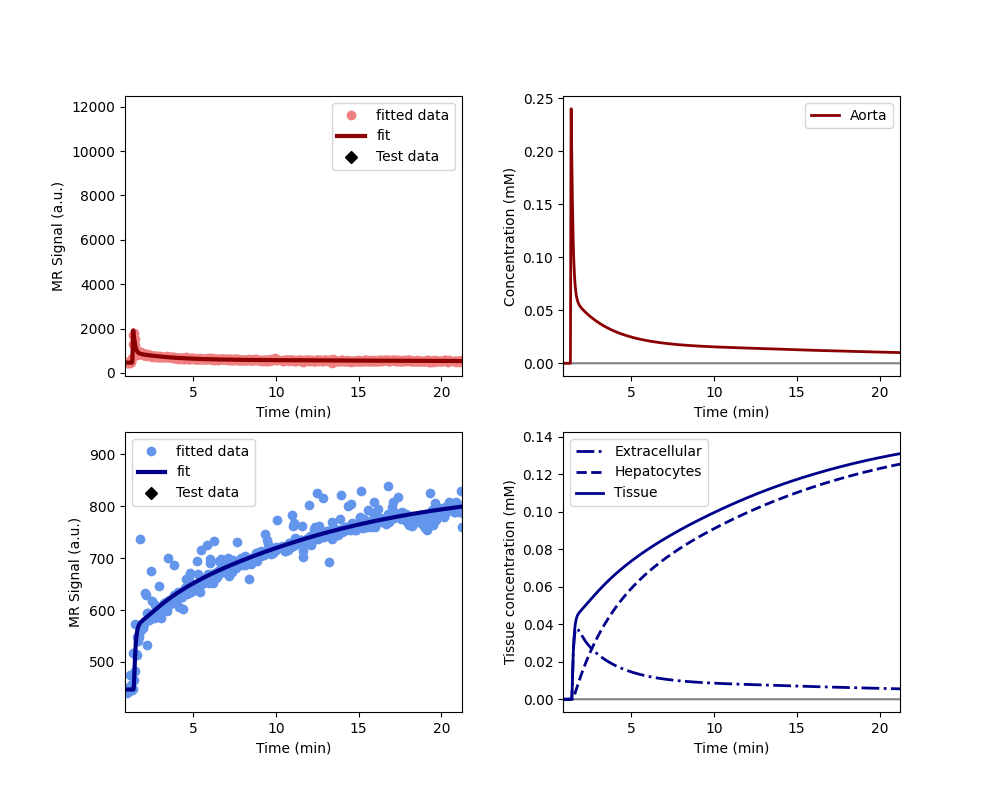 12000
10000
8000
6000
4000
2000
0
MR Signal (a.u.)
fitted data
fit
Test data
5
10
15
20
Time (min)
0.25
0.20
0.15
0.10
0.05
0.00
Concentration (mM)
Aorta
5
10
15
20
Time (min)
900
800
700
600
500
MR Signal (a.u.)
fitted data
fit
Test data
5
10
15
20
Time (min)
0.14
0.12
0.10
0.08
0.06
0.04
0.02
0.00
Tissue concentration (mM)
Extracellular
Hepatocytes
Tissue
5
10
15
20
Time (min)